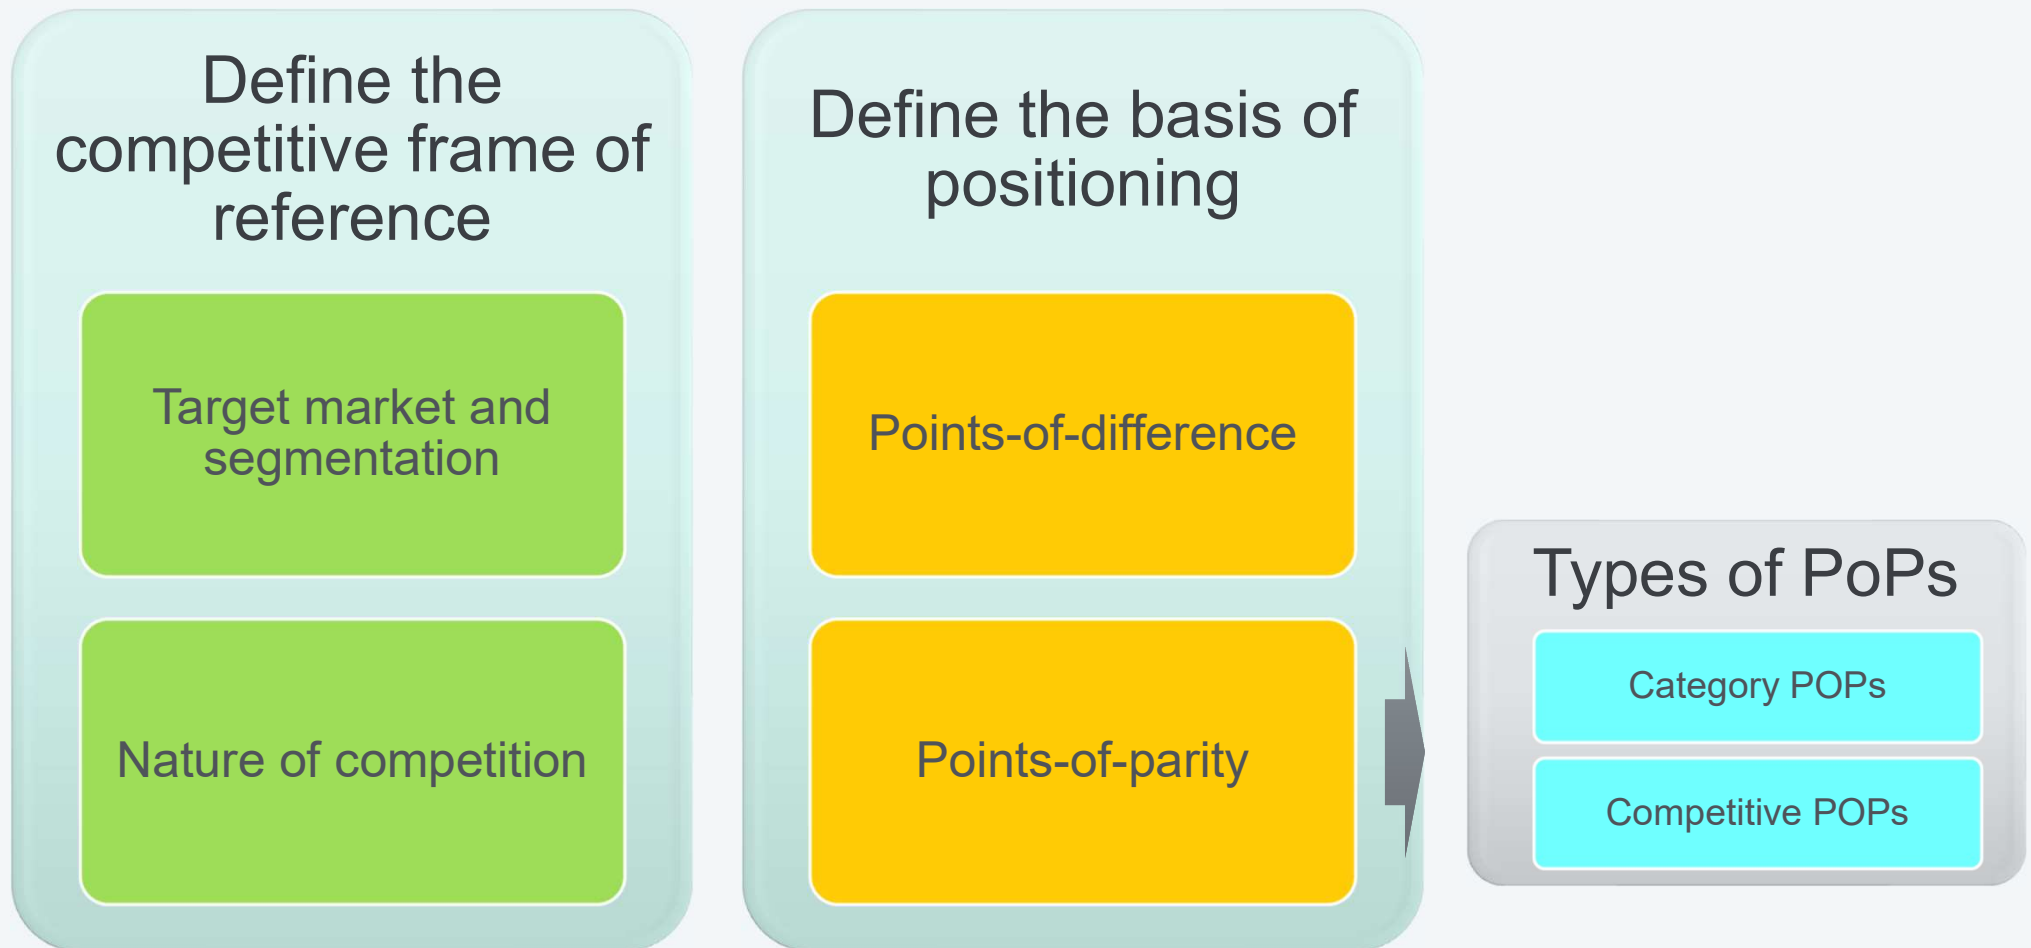 Define the
competitive frame of
reference
Target market and
segmentation
Nature of competition
Define the basis of
positioning
Points-of-difference
Points-of-parity
Types of PoPs
Category POPs
Competitive POPs